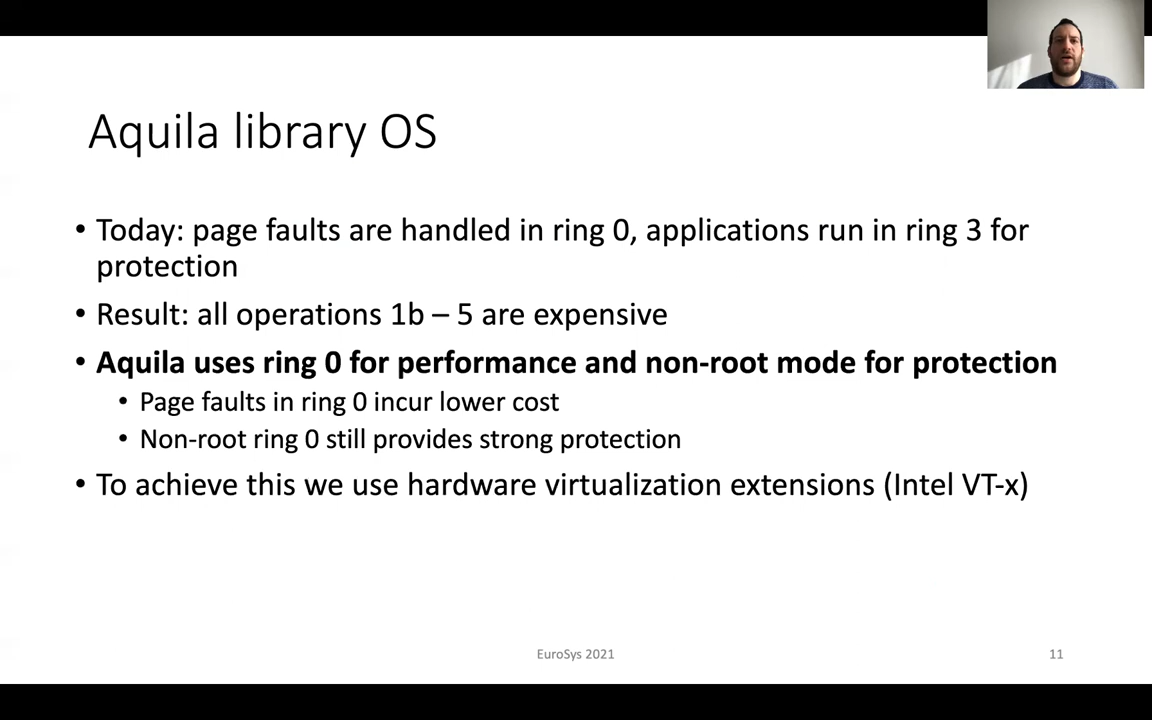 Aquila library OS
• Today: page faults are handled in ring 0, applications run in ring 3 for
protection
• Result: all operations 1b – 5 are expensive
• Aquila uses ring 0 for performance and non-root mode for protection
• Page faults in ring 0 incur lower cost
• Non-root ring 0 still provides strong protection
• To achieve this we use hardware virtualization extensions (Intel VT-x)
EuroSys 2021
11